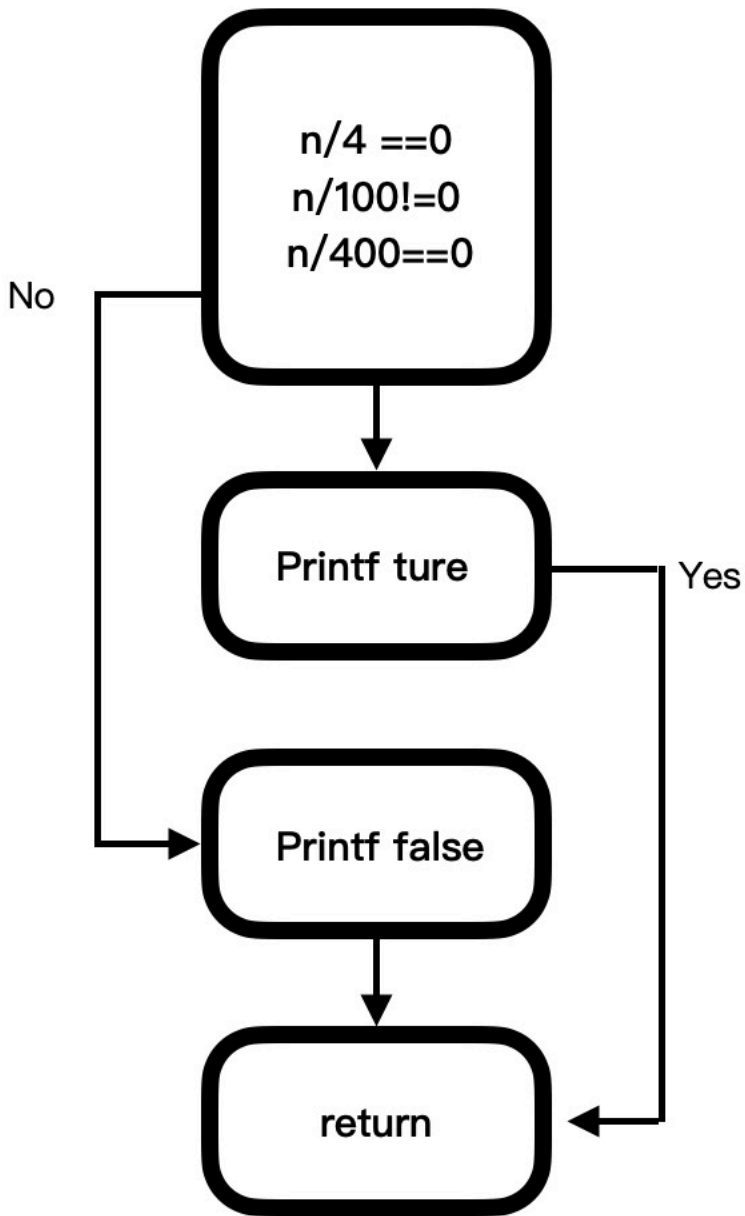 n/4 ==0
n/100!=0
n/400==0
No
Printf ture
Yes
Printf false
return